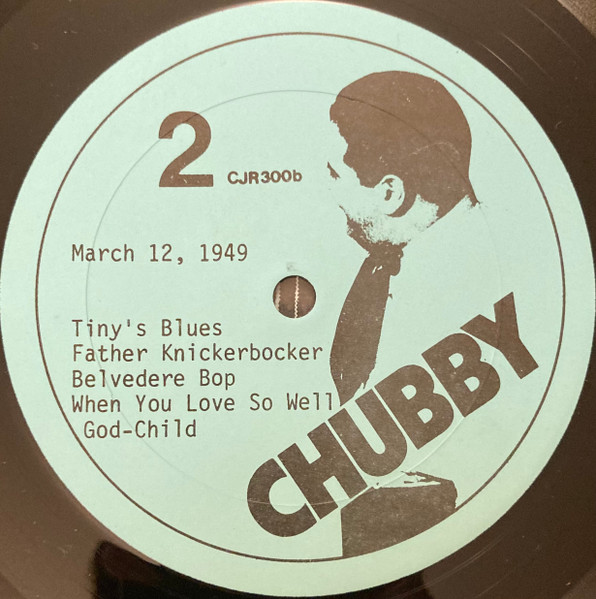 2 CJR300b
March 12, 1949
Tiny's Blues
Father Knickerbocker
Belvedere Bop
When You Love So Well
God-Child
CHUBBY